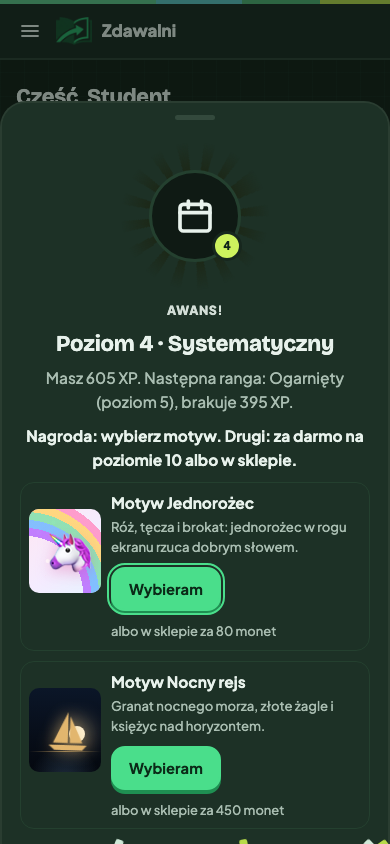 Zdawalni
Cześć, Student
4
AWANS!
Poziom 4 · Systematyczny
Masz 605 XP. Następna ranga: Ogarnięty
(poziom 5), brakuje 395 XP.
Nagroda: wybierz motyw. Drugi: za darmo na
poziomie 10 albo w sklepie.
Motyw Jednorożec
Róż, tęcza i brokat: jednorożec w rogu
ekranu rzuca dobrym słowem.
Wybieram
albo w sklepie za 80 monet
Motyw Nocny rejs
Granat nocnego morza, złote żagle i
księżyc nad horyzontem.
Wybieram
albo w sklepie za 450 monet